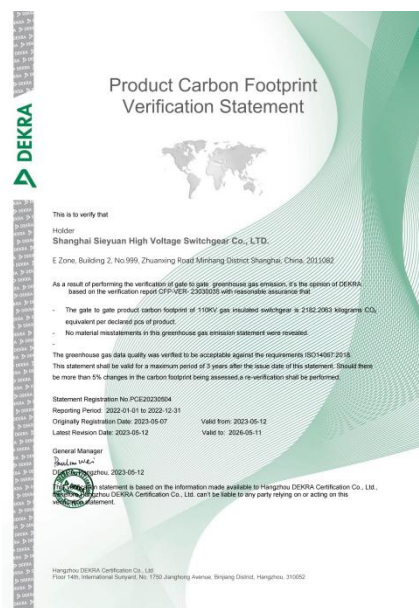 DEKRA
Product Carbon Footprint
Verification Statement
This is to verify that
Holder
Shanghai Sieyuan High Voltage Switchgear Co., LTD.
E Zone, Building 2, No.999, Zhuanxing Road Minhang District Shanghai, China, 2011082
As a result of performing the verification of gate to gate greenhouse gas emission, it's the opinion of DEKRA
based on the verification report CFP-VER- 23030035 with reasonable assurance that
- The gate to gate product carbon footprint of 110KV gas insulated switchgear is 2182.2063 kilograms CO₂
equivalent per declared pcs of product.
- No material misstatements in this greenhouse gas emission statement were revealed.
-
The greenhouse gas data quality was verified to be acceptable against the requirements ISO14067:2018.
This statement shall be valid for a maximum period of 3 years after the issue date of this statement. Should there
be more than 5% changes in the carbon footprint being assessed,a re-verification shall be performed.
Statement Registration No.PCE20230504
Reporting Period: 2022-01-01 to 2022-12-31
Originally Registration Date: 2023-05-07 Valid from: 2023-05-12
Latest Revision Date: 2023-05-12 Valid to: 2026-05-11
General Manager
DEKRA Hangzhou, 2023-05-12
statement is based on the information made available to Hangzhou DEKRA Certification Co., Ltd.,
Hangzhou DEKRA Certification Co., Ltd. can't be liable to any party relying on or acting on this
verification statement.
Hangzhou DEKRA Certification Co., Ltd
Floor 14th, International Sunyard, No. 1750 Jianghong Avenue, Binjiang District, Hangzhou, 310052